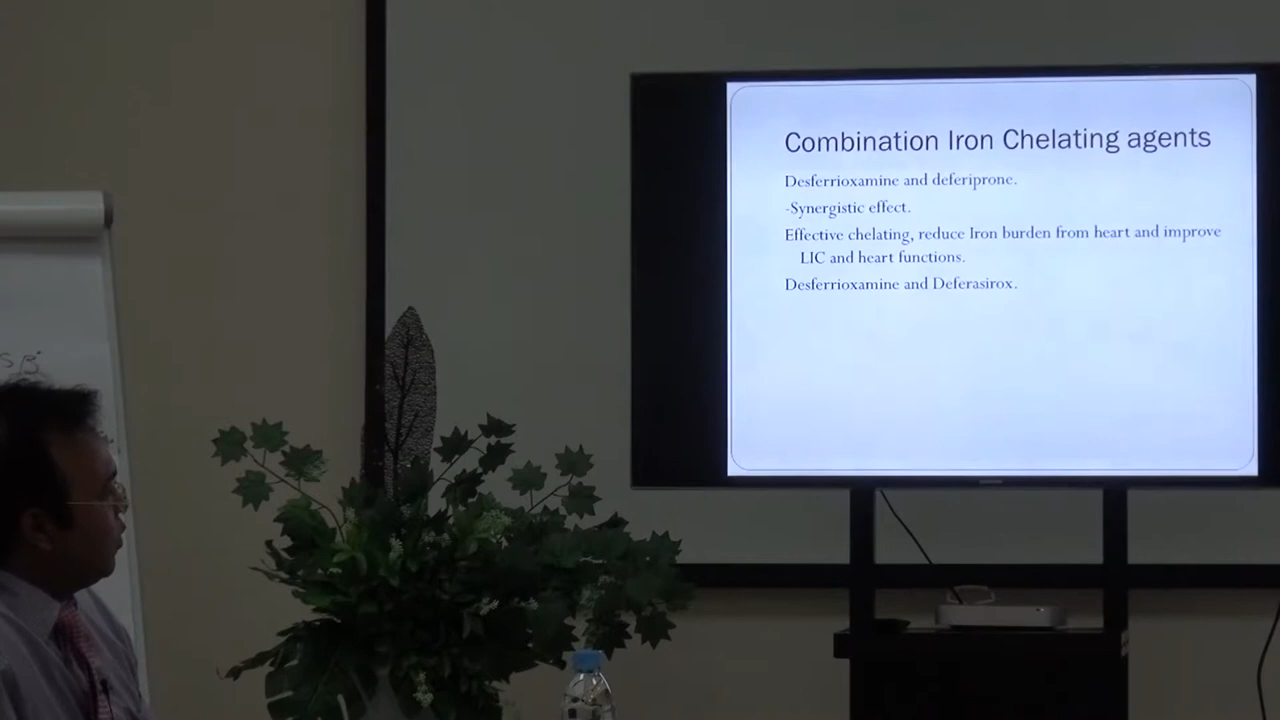 Combination Iron Chelating agents
Desferrioxamine and deferiprone.
-Synergistic effect.
Effective chelating, reduce Iron burden from heart and improve
LIC and heart functions.
Desferrioxamine and Deferasirox.